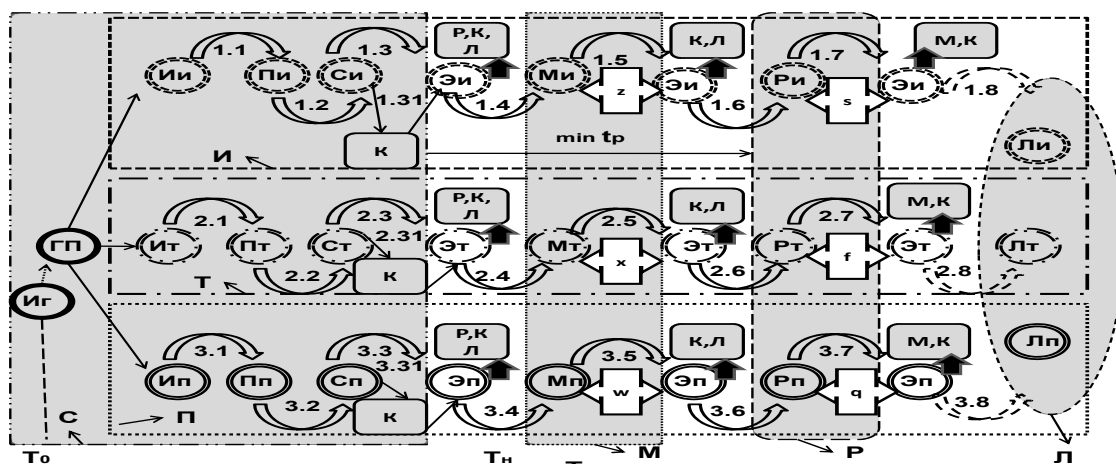 Р,К,
Л
К,Л
М,К
1.1
1.3
1.5
1.7
Ии
Пи
Си
Эи
Ми
z
Эи
Ри
s
Эи
1.8
1.2
1.31
1.4
1.6
К
min tр
И
Ли
Р,К,
Л
К,Л
М,К
2.1
2.3
2.5
2.7
2.31
ГП
Ит
Пт
Ст
Эт
Мт
x
Эт
Рт
f
Эт
Лт
2.2
К
2.4
2.6
2.8
Т
Иг
Р,К
Л
К,Л
М,К
Лп
3.1
3.3
3.5
3.7
3.31
Ип
Пп
Сп
Эп
Мп
w
Эп
Рп
q
Эп
3.2
К
3.4
3.6
3.8
С
П
То
Тн
М
Р
Л